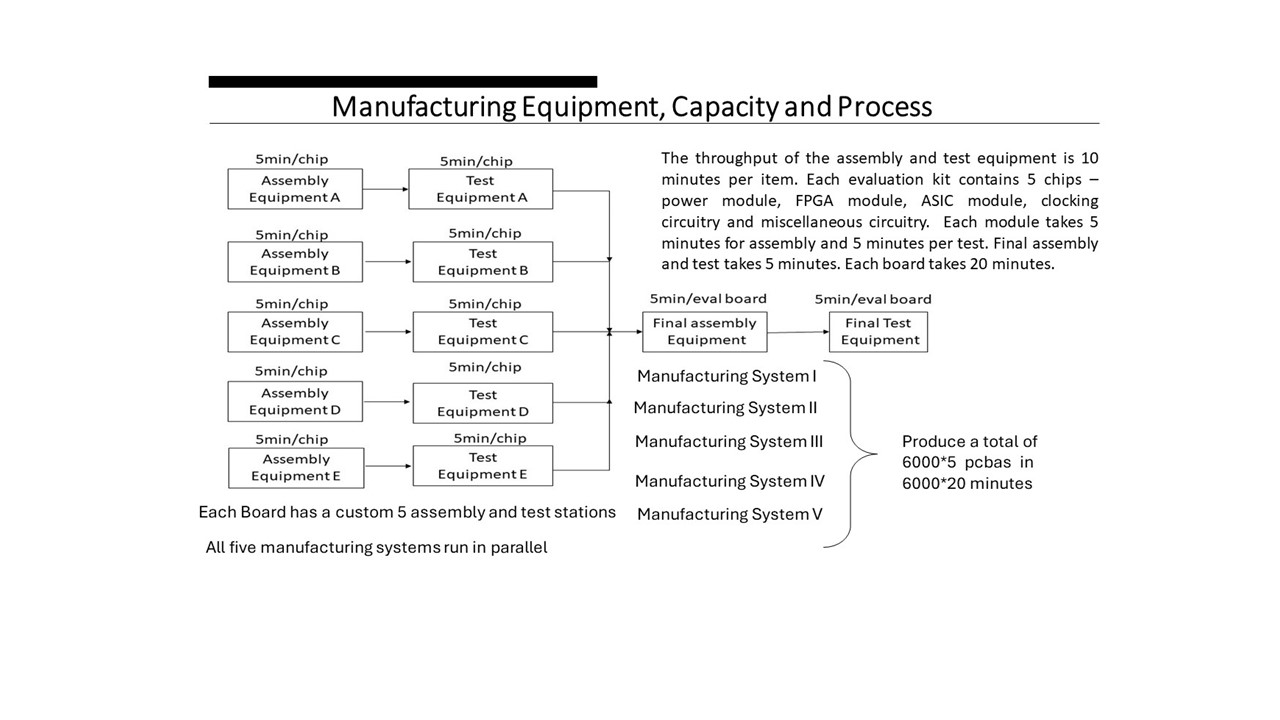 Manufacturing Equipment, Capacity and Process
5min/chip
Assembly
Equipment A
5min/chip
Test
Equipment A
5min/chip
Assembly
Equipment B
5min/chip
Test
Equipment B
5min/chip
Assembly
Equipment C
5min/chip
Test
Equipment C
5min/chip
Assembly
Equipment D
5min/chip
Test
Equipment D
5min/chip
Assembly
Equipment E
5min/chip
Test
Equipment E
Each Board has a custom 5 assembly and test stations
All five manufacturing systems run in parallel
The throughput of the assembly and test equipment is 10
minutes per item. Each evaluation kit contains 5 chips –
power module, FPGA module, ASIC module, clocking
circuitry and miscellaneous circuitry. Each module takes 5
minutes for assembly and 5 minutes per test. Final assembly
and test takes 5 minutes. Each board takes 20 minutes.
5min/eval board
Final assembly
Equipment
5min/eval board
Final Test
Equipment
Manufacturing System I
Manufacturing System II
Manufacturing System III
Manufacturing System IV
Manufacturing System V
Produce a total of
6000*5 pcbas in
6000*20 minutes